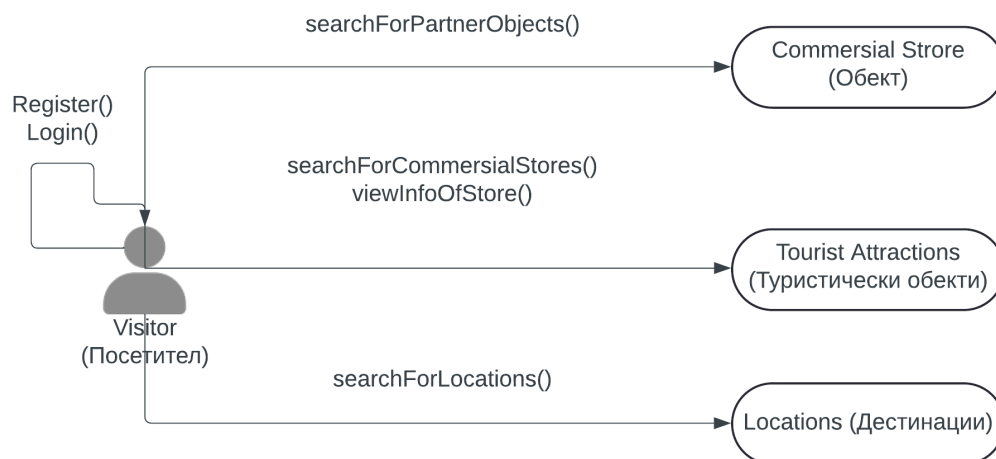 searchForPartnerObjects()
Commersial Strore
(Обект)
Register()
Login()
searchForCommersialStores()
viewInfoOfStore()
Tourist Attractions
(Туристически обекти)
Visitor
(Посетител)
searchForLocations()
Locations (Дестинации)